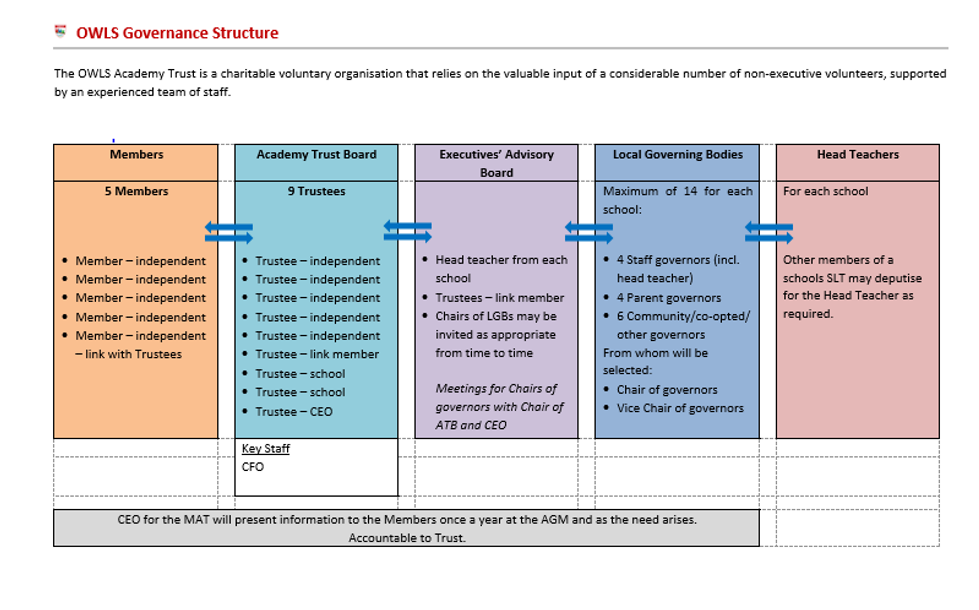 OWLS Governance Structure
The OWLS Academy Trust is a charitable voluntary organisation that relies on the valuable input of a considerable number of non-executive volunteers, supported
by an experienced team of staff.
Members
5 Members
• Member – independent
• Member – independent
• Member – independent
• Member – independent
• Member – independent
– link with Trustees
Academy Trust Board
9 Trustees
• Trustee – independent
• Trustee – independent
• Trustee – independent
• Trustee – independent
• Trustee – independent
• Trustee – link member
• Trustee – school
• Trustee – school
• Trustee – CEO
Key Staff
CFO
Executives' Advisory
Board
• Head teacher from each
school
• Trustees – link member
• Chairs of LGBs may be
invited as appropriate
from time to time
Meetings for Chairs of
governors with Chair of
ATB and CEO
Local Governing Bodies
Maximum of 14 for each
school:
• 4 Staff governors (incl.
head teacher)
• 4 Parent governors
• 6 Community/co-opted/
other governors
From whom will be
selected:
• Chair of governors
• Vice Chair of governors
Head Teachers
For each school
Other members of a
schools SLT may deputise
for the Head Teacher as
required.
CEO for the MAT will present information to the Members once a year at the AGM and as the need arises.
Accountable to Trust.